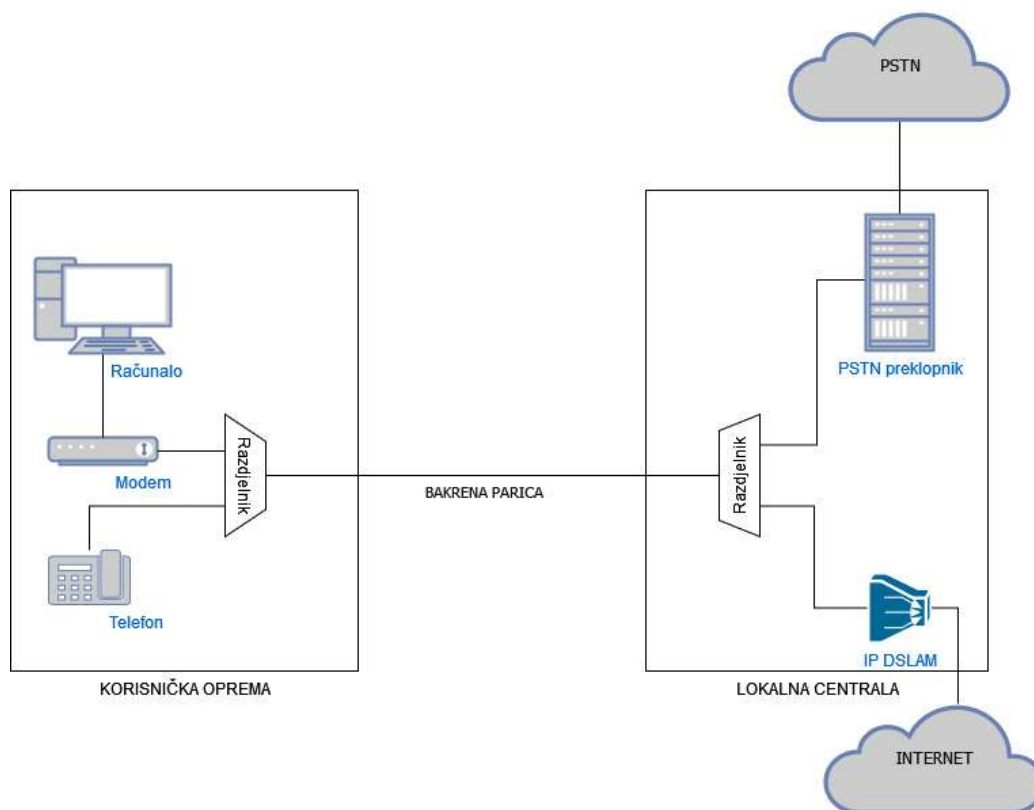 PSTN
PSTN preklopnik
Računalo
Modem
Razdjelnik
Telefon
BAKRENA PARICA
Razdjelnik
IP DSLAM
KORISNIČKA OPREMA
LOKALNA CENTRALA
INTERNET